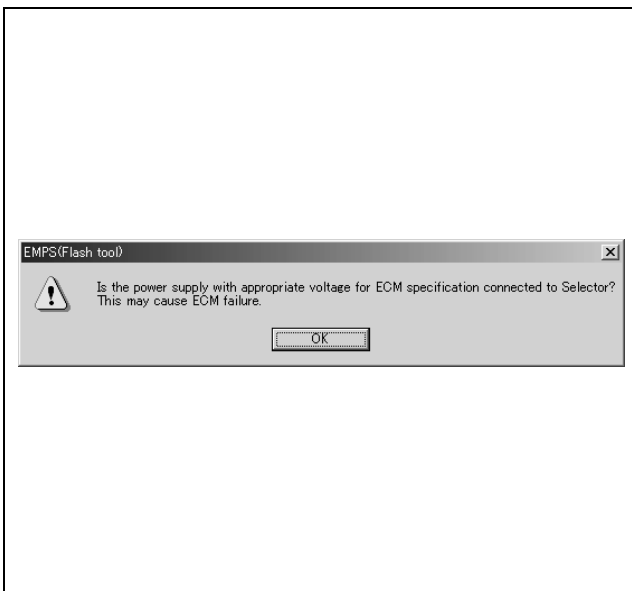 EMPS(Flash tool)
Is the power supply with appropriate voltage for ECM specification connected to Selector?
This may cause ECM failure.
OK